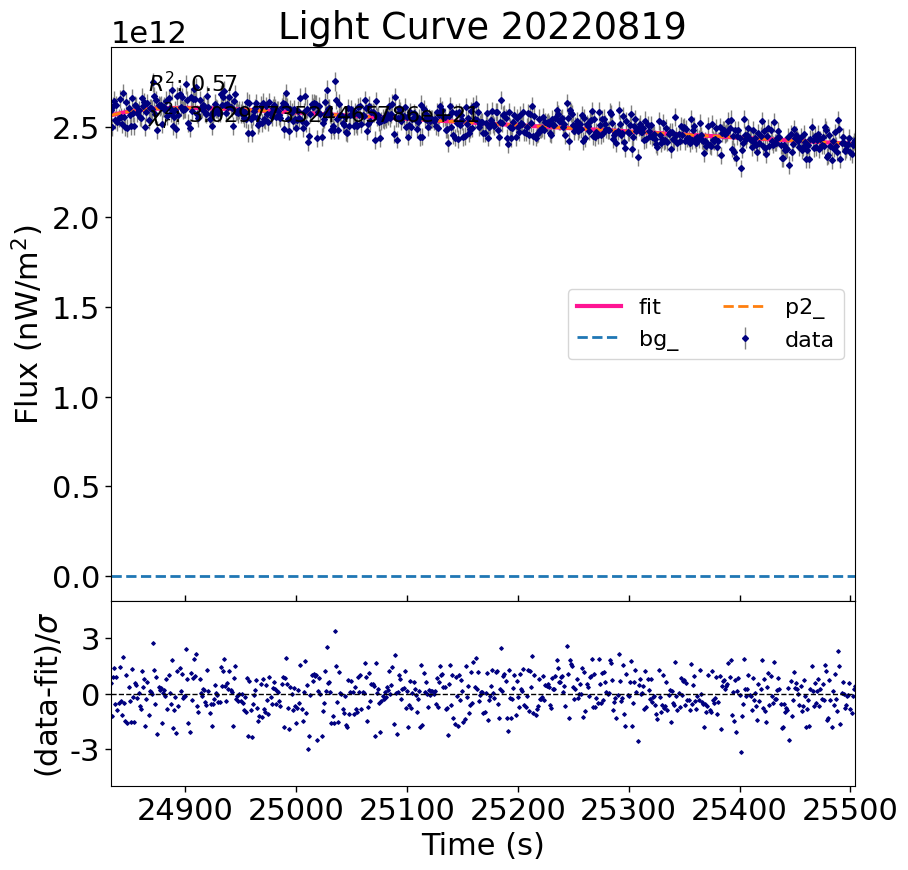 Light Curve 20220819
1e12
R²: 0.57
2.5
2.0
1.5
1.0
0.5
0.0
Flux (nW/m²)
fit
bg_
p2_
data
3
0
-3
(data-fit)/σ
24900 25000 25100 25200 25300 25400 25500
Time (s)